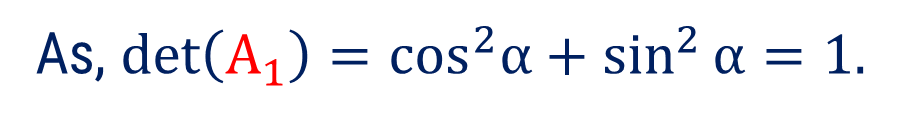 As, det(A₁) = cos²α + sin² α = 1.